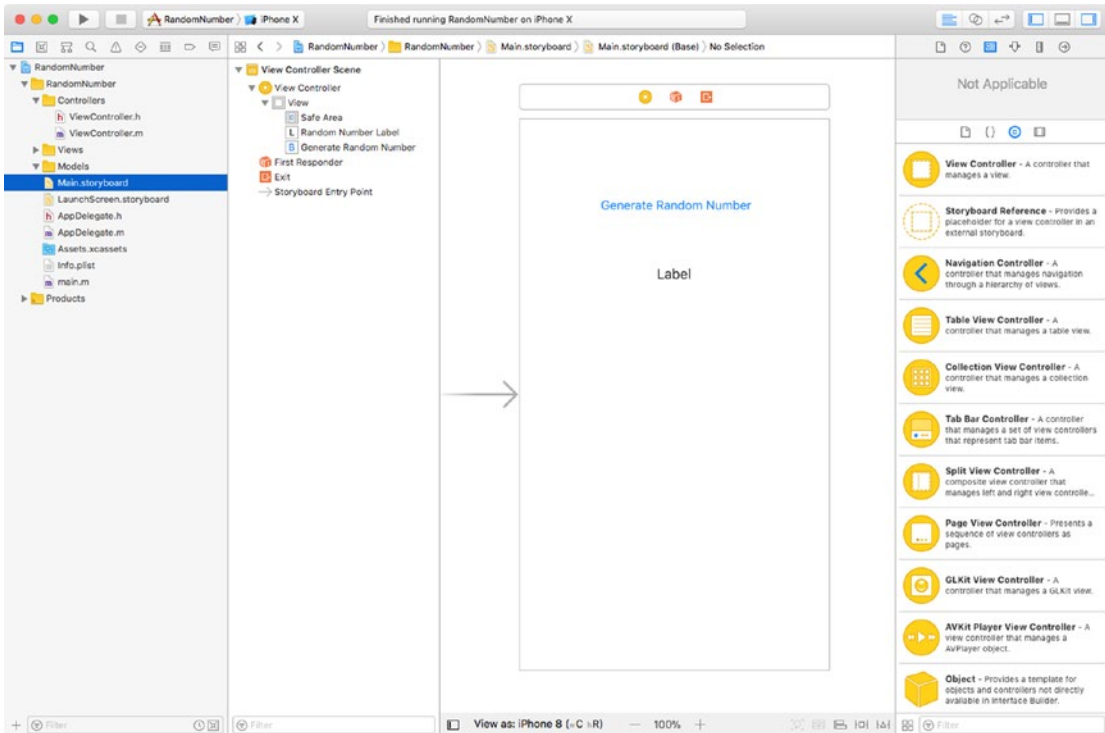 RandomNumber
iPhone X
Finished running RandomNumber on iPhone X
RandomNumber
RandomNumber
Main.storyboard
Main.storyboard (Base)
No Selection
RandomNumber
RandomNumber
Controllers
h ViewController.h
m ViewController.m
Views
Models
Main.storyboard
LaunchScreen.storyboard
h AppDelegate.h
m AppDelegate.m
Assets.xcassets
Info.plist
m main.m
Products
Filter
View Controller Scene
View Controller
View
Safe Area
L Random Number Label
B Generate Random Number
First Responder
Exit
Storyboard Entry Point
Filter
Generate Random Number
Label
View as: iPhone 8 (wC hR)
— 100% +
Not Applicable
View Controller - A controller that
manages a view.
Storyboard Reference - Provides a
placeholder for a view controller in an
external storyboard.
Navigation Controller - A
controller that manages navigation
through a hierarchy of views.
Table View Controller - A
controller that manages a table view.
Collection View Controller - A
controller that manages a collection
view.
Tab Bar Controller - A controller
that manages a set of view controllers
that represent tab bar items.
Split View Controller - A
composite view controller that
manages left and right view controlle...
Page View Controller - Presents a
sequence of view controllers as
pages.
GLKit View Controller - A
controller that manages a GLKit view.
AVKit Player View Controller - A
view controller that manages a
AVPlayer object.
Object - Provides a template for
objects and controllers not directly
available in Interface Builder.
Filter